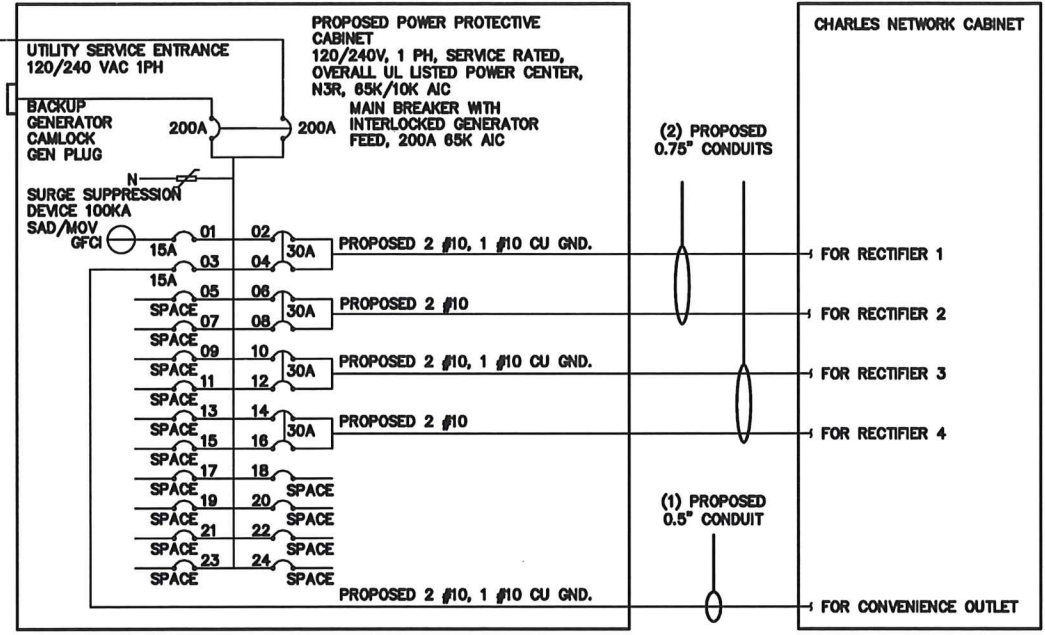 PROPOSED POWER PROTECTIVE
CABINET
120/240V, 1 PH, SERVICE RATED,
OVERALL UL LISTED POWER CENTER,
N3R, 65K/10K AIC
MAIN BREAKER WITH
INTERLOCKED GENERATOR
FEED, 200A 65K AIC
CHARLES NETWORK CABINET
UTILITY SERVICE ENTRANCE
120/240 VAC 1PH
BACKUP
GENERATOR
CAMLOCK
GEN PLUG
200A
200A
(2) PROPOSED
0.75" CONDUITS
N
SURGE SUPPRESSION
DEVICE 100KA
SAD/MOV
GFCI
01 02
15A 30A
PROPOSED 2 #10, 1 #10 CU GND.
FOR RECTIFIER 1
03 04
15A
05 06
SPACE 30A
PROPOSED 2 #10
FOR RECTIFIER 2
07 08
SPACE
09 10
SPACE 30A
PROPOSED 2 #10, 1 #10 CU GND.
FOR RECTIFIER 3
11 12
SPACE
13 14
SPACE 30A
PROPOSED 2 #10
FOR RECTIFIER 4
15 16
SPACE
17 18
SPACE SPACE
19 20
SPACE SPACE
21 22
SPACE SPACE
23 24
SPACE SPACE
(1) PROPOSED
0.5" CONDUIT
PROPOSED 2 #10, 1 #10 CU GND.
FOR CONVENIENCE OUTLET